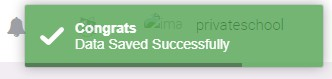 Congrats
Data Saved Successfully
privateschool